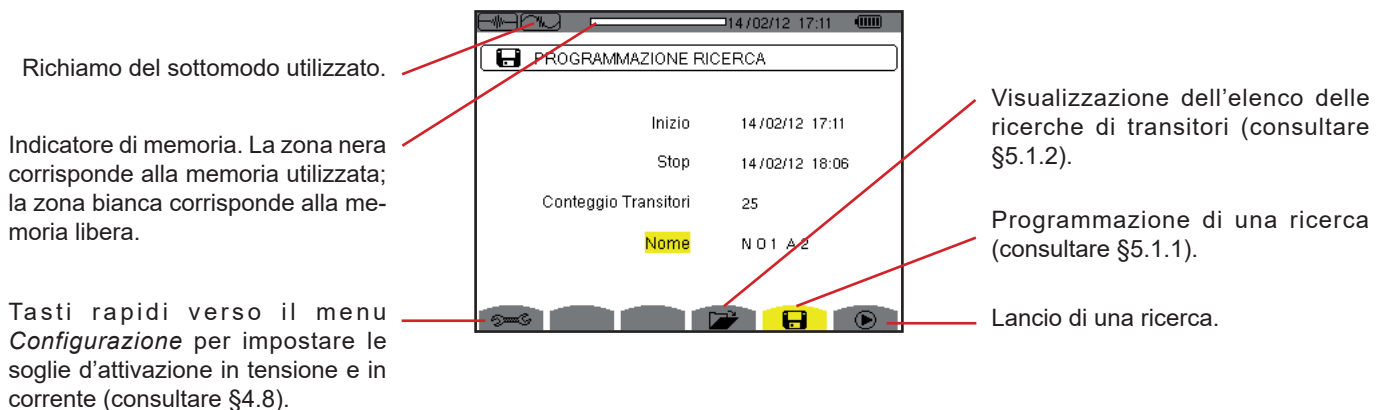 Richiamo del sottomodo utilizzato.
Indicatore di memoria. La zona nera
corrisponde alla memoria utilizzata;
la zona bianca corrisponde alla me-
moria libera.
Tasti rapidi verso il menu
Configurazione per impostare le
soglie d'attivazione in tensione e in
corrente (consultare §4.8).
14/02/12 17:11
PROGRAMMAZIONE RICERCA
Inizio 14/02/12 17:11
Stop 14/02/12 18:06
Conteggio Transitori 25
Nome N O 1 A 2
Visualizzazione dell'elenco delle
ricerche di transitori (consultare
§5.1.2).
Programmazione di una ricerca
(consultare §5.1.1).
Lancio di una ricerca.